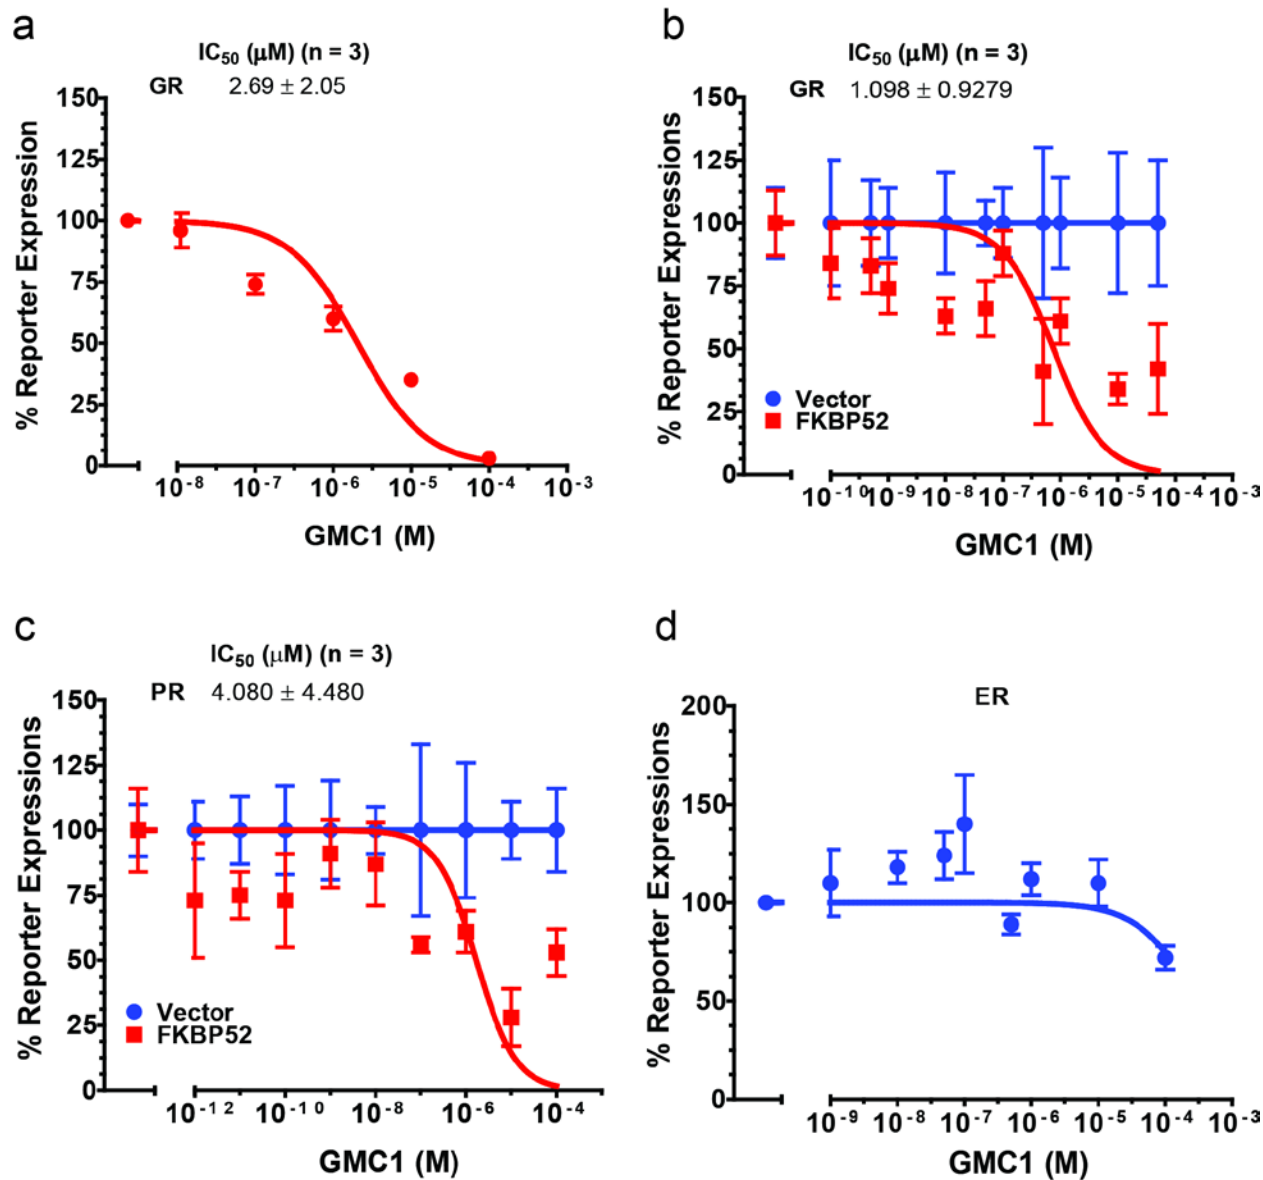 a
IC50 (μM) (n = 3)
GR 2.69 ± 2.05
150
125
100
75
50
25
0
% Reporter Expression
10-8 10-7 10-6 10-5 10-4 10-3
GMC1 (M)
b
IC50 (μM) (n = 3)
GR 1.098 ± 0.9279
150
125
100
75
50
25
0
% Reporter Expressions
Vector
FKBP52
10-10 10-9 10-8 10-7 10-6 10-5 10-4 10-3
GMC1 (M)
c
IC50 (μM) (n = 3)
PR 4.080 ± 4.480
150
125
100
75
50
25
0
% Reporter Expressions
Vector
FKBP52
10-12 10-10 10-8 10-6 10-4
GMC1 (M)
d
ER
200
150
100
50
0
% Reporter Expressions
10-9 10-8 10-7 10-6 10-5 10-4 10-3
GMC1 (M)